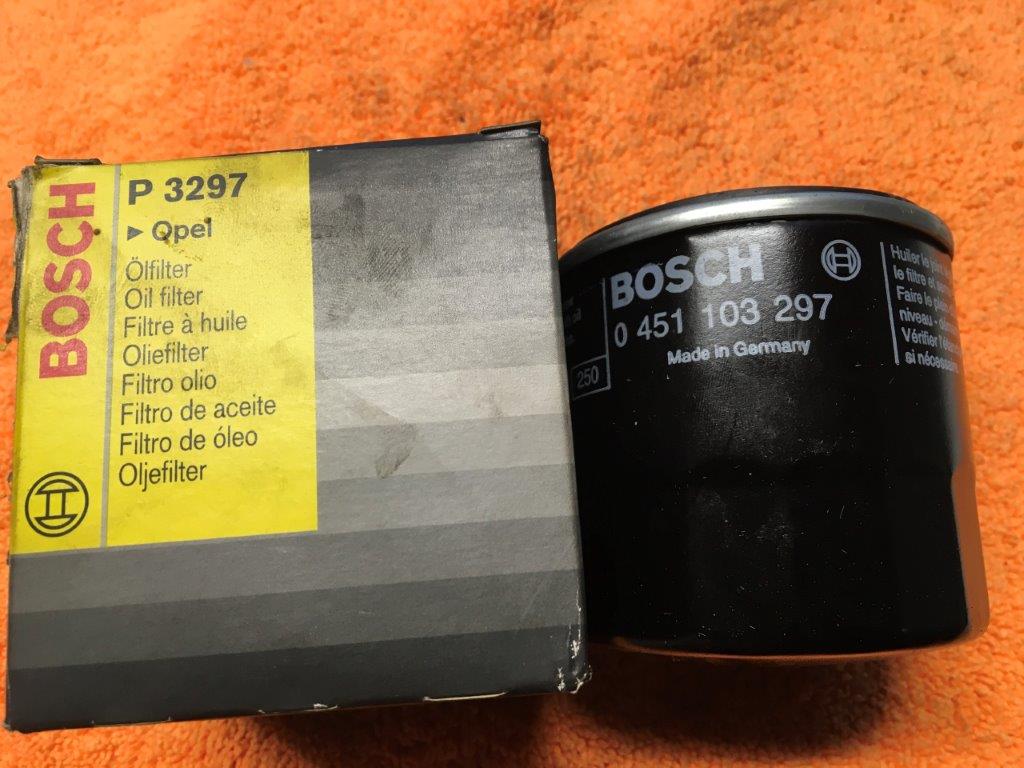 BOSCH
P 3297
► Opel
Ölfilter
Oil filter
Filtre à huile
Oliefilter
Filtro olio
Filtro de aceite
Filtro de óleo
Oljefilter
BOSCH
0 451 103 297
Made in Germany
250
Huiler le
le filtre et
Faire le
niveau -
Vérifier
si nécess